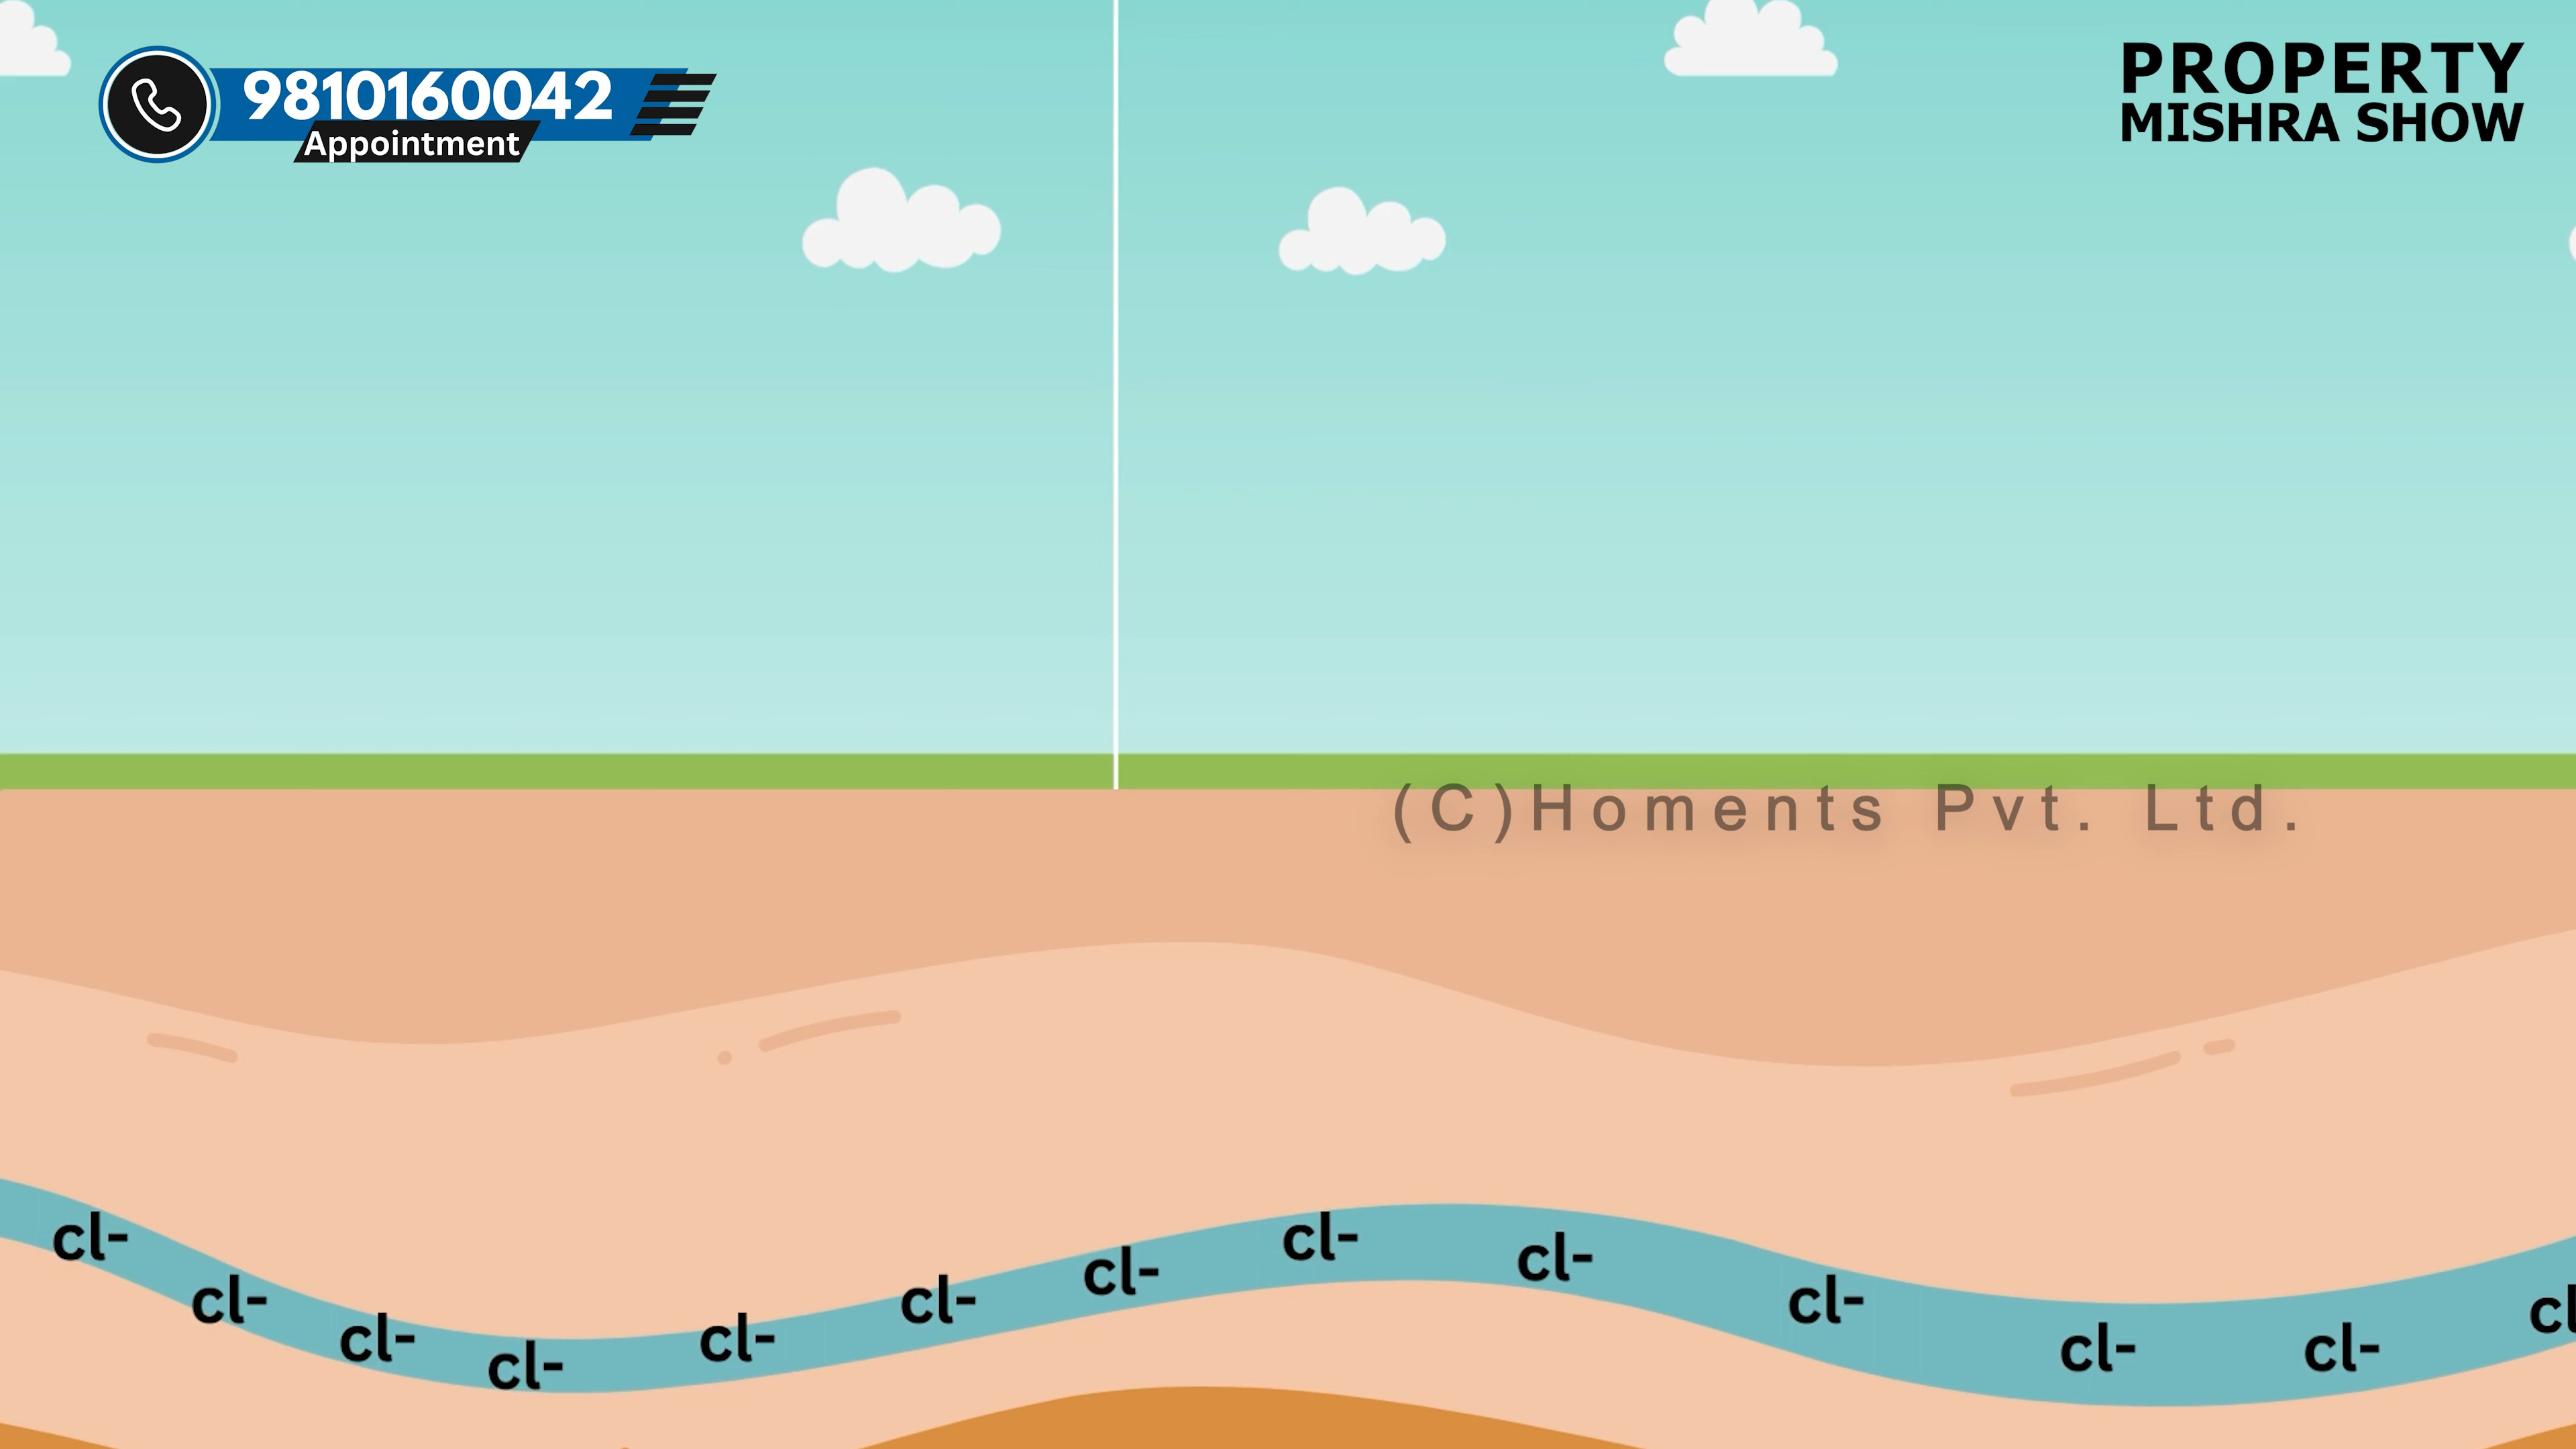 9810160042
Appointment
PROPERTY
MISHRA SHOW
(C)Homents Pvt. Ltd.
cl-
cl-
cl-
cl-
cl-
cl-
cl-
cl-
cl-
cl-
cl-
cl-
cl